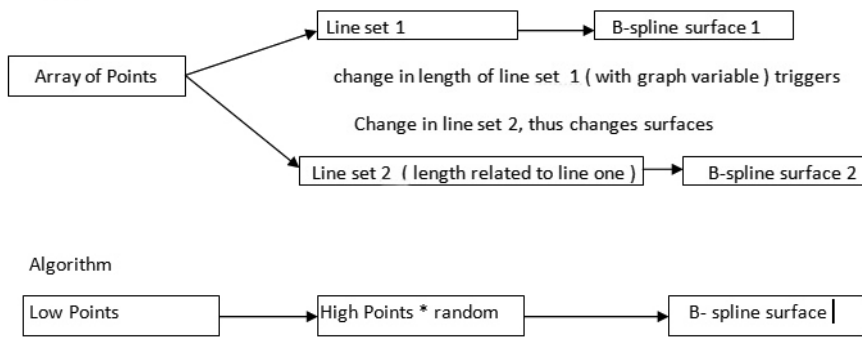 Line set 1
B-spline surface 1
Array of Points
change in length of line set 1 ( with graph variable ) triggers
Change in line set 2, thus changes surfaces
Line set 2 ( length related to line one )
B-spline surface 2
Algorithm
Low Points
High Points * random
B- spline surface